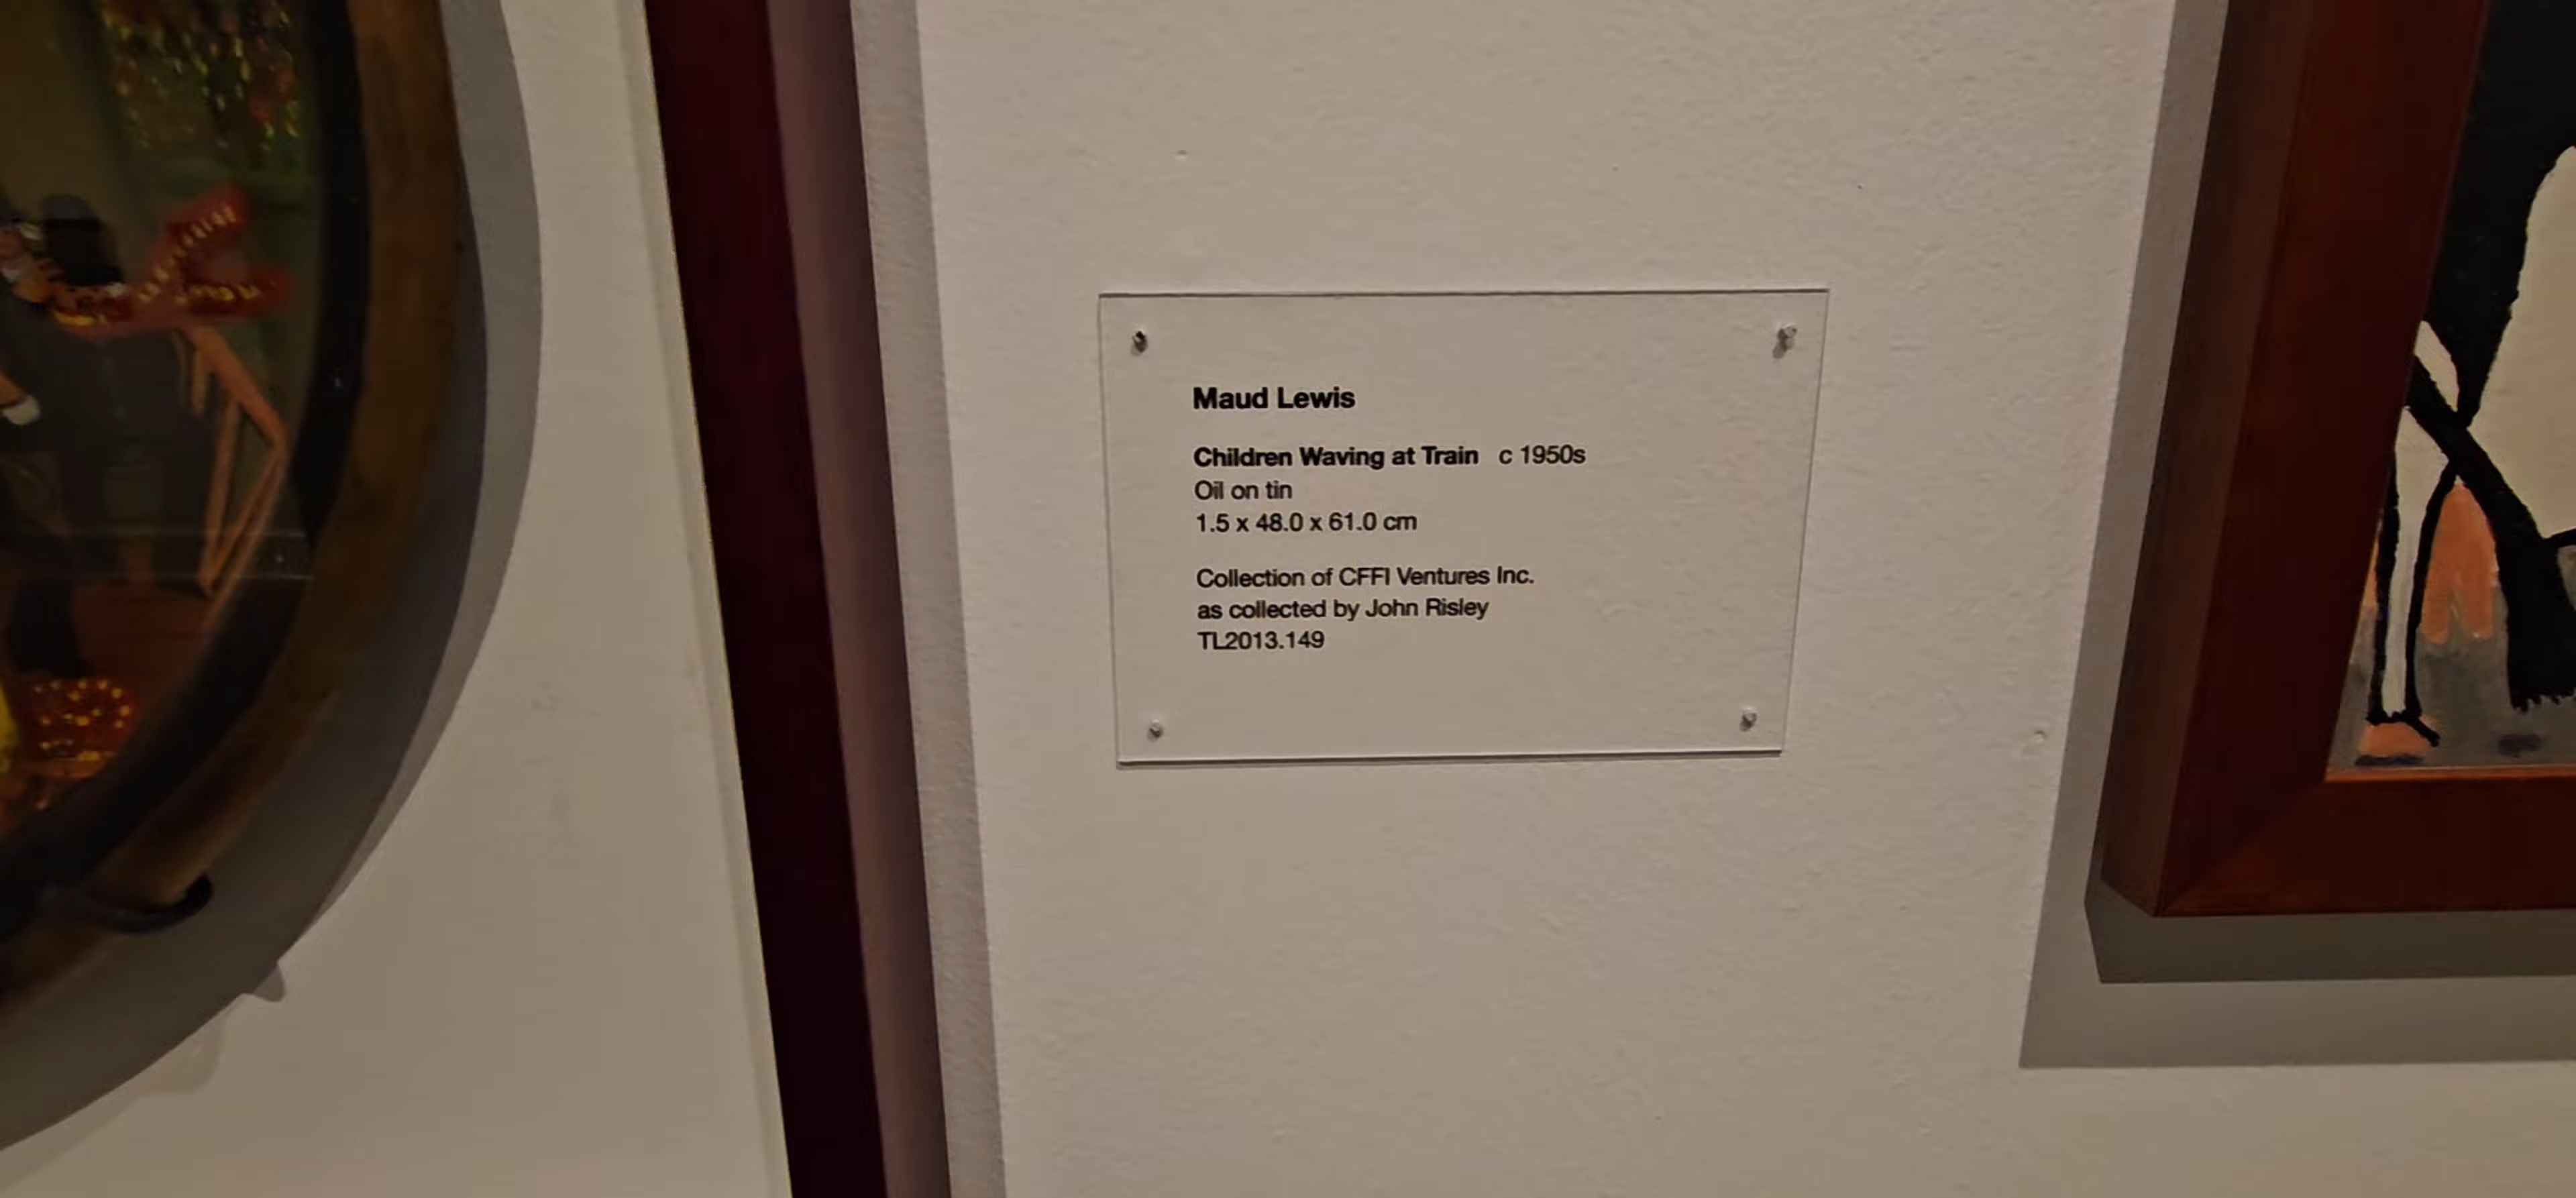 Maud Lewis
Children Waving at Train c 1950s
Oil on tin
1.5 x 48.0 x 61.0 cm
Collection of CFFI Ventures Inc.
as collected by John Risley
TL2013.149